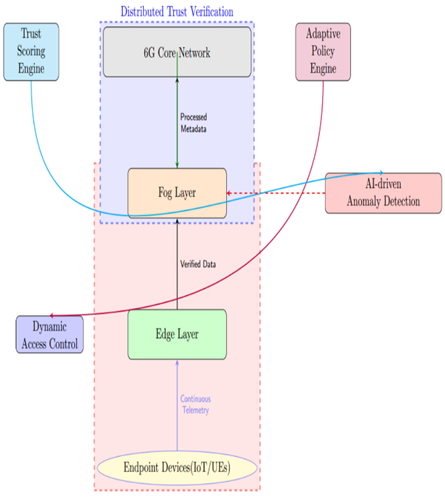 Distributed Trust Verification
Trust
Scoring
Engine
6G Core Network
Adaptive
Policy
Engine
Processed
Metadata
Fog Layer
AI-driven
Anomaly Detection
Verified Data
Dynamic
Access Control
Edge Layer
Continuous
Telemetry
Endpoint Devices(IoT/UEs)